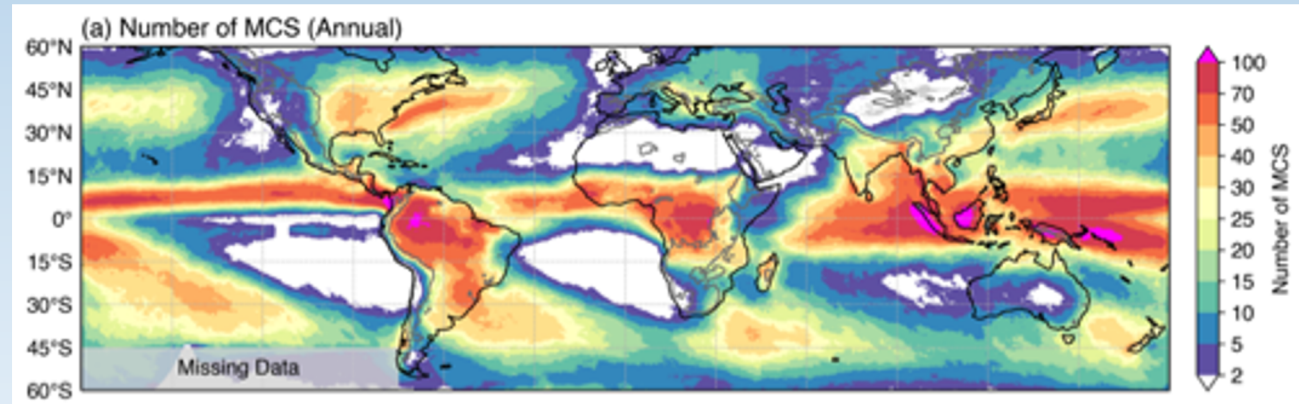 (a) Number of MCS (Annual)
60°N
45°N
30°N
15°N
0°
15°S
30°S
45°S
60°S
Missing Data
100
70
50
40
30
25
20
15
10
5
2
Number of MCS